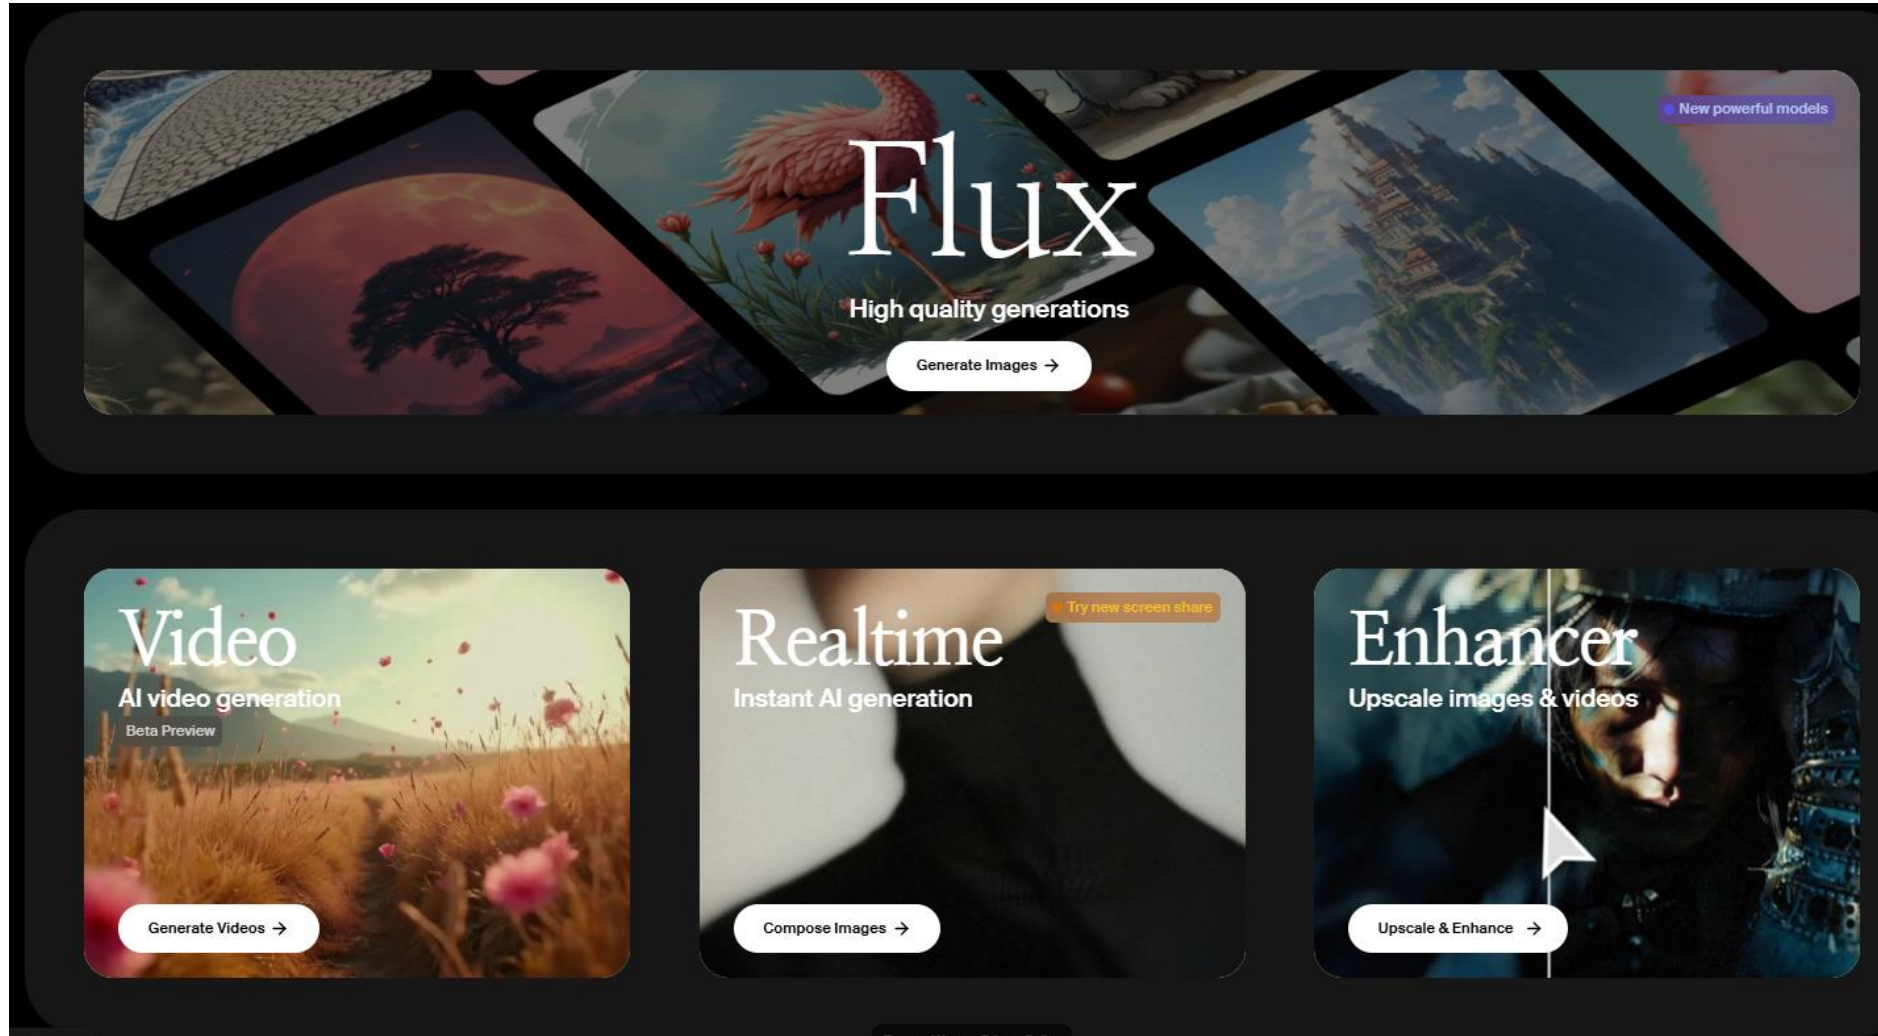 New powerful models
Flux
High quality generations
Generate Images →
Video
AI video generation
Beta Preview
Generate Videos →
Realtime
Try new screen share
Instant AI generation
Compose Images →
Enhancer
Upscale images & videos
Upscale & Enhance →